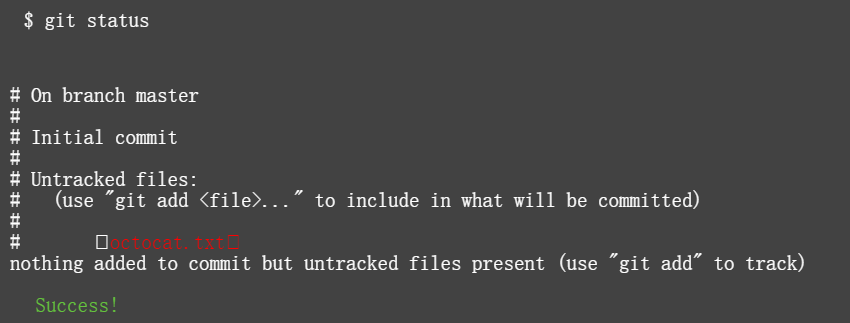 $ git status
# On branch master
#
# Initial commit
#
# Untracked files:
#   (use "git add <file>..." to include in what will be committed)
#
#       □octocat.txt□
nothing added to commit but untracked files present (use "git add" to track)
Success!